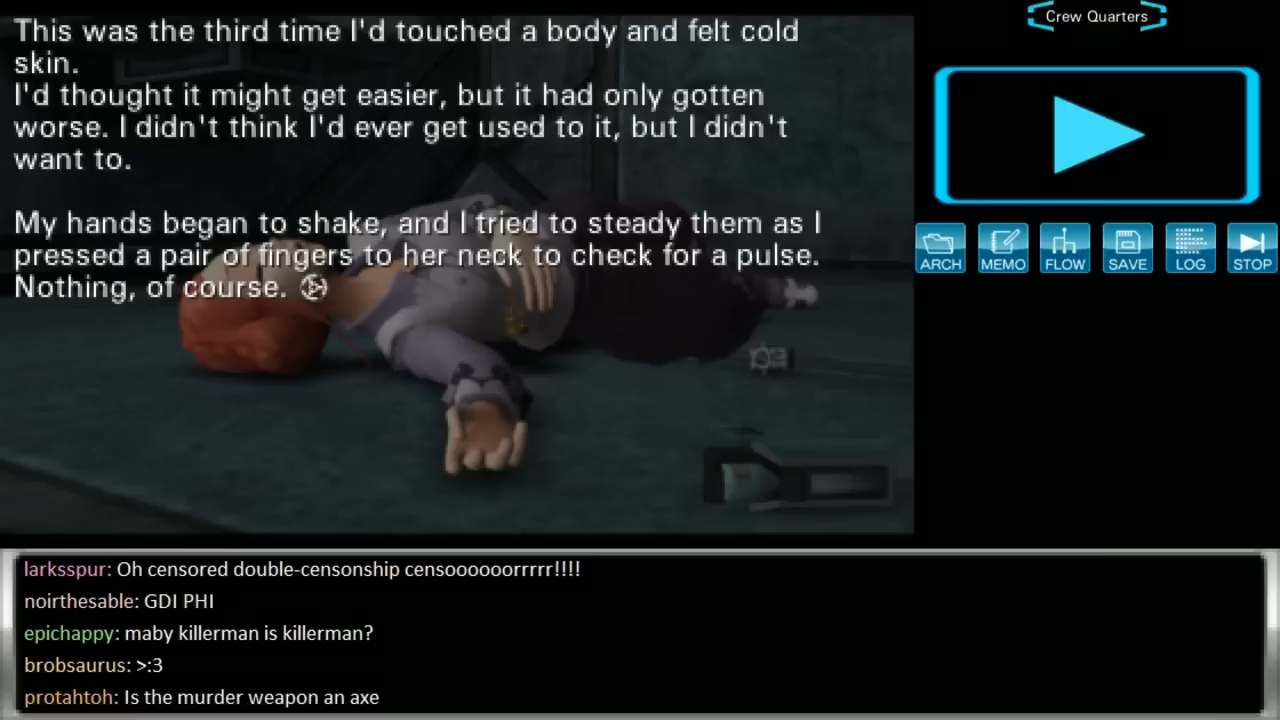 This was the third time I'd touched a body and felt cold
skin.
I'd thought it might get easier, but it had only gotten
worse. I didn't think I'd ever get used to it, but I didn't
want to.
My hands began to shake, and I tried to steady them as I
pressed a pair of fingers to her neck to check for a pulse.
Nothing, of course.
Crew Quarters
ARCH
MEMO
FLOW
SAVE
LOG
STOP
larksspur: Oh censored double-censonship censoooooorrrrr!!!!
noirthesable: GDI PHI
epichappy: maby killerman is killerman?
brobsaurus: >:3
protahtoh: Is the murder weapon an axe